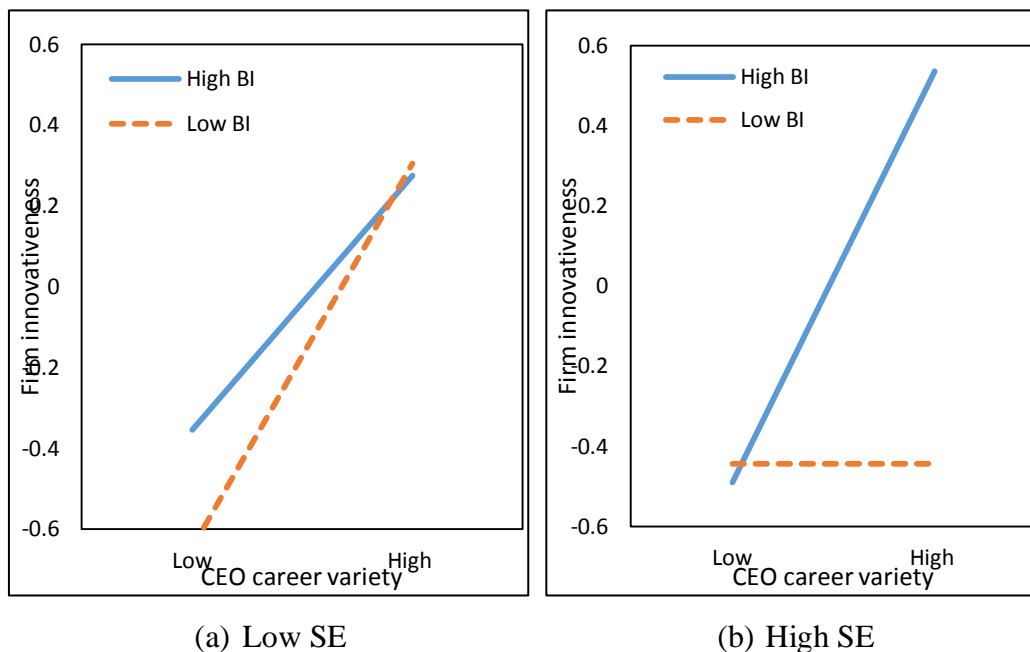 0.6
0.4
0.2
0
-0.2
-0.4
-0.6
Firm innovativeness
High BI
Low BI
Low
High
CEO career variety
(a) Low SE
0.6
0.4
0.2
0
-0.2
-0.4
-0.6
Firm innovativeness
High BI
Low BI
Low
High
CEO career variety
(b) High SE